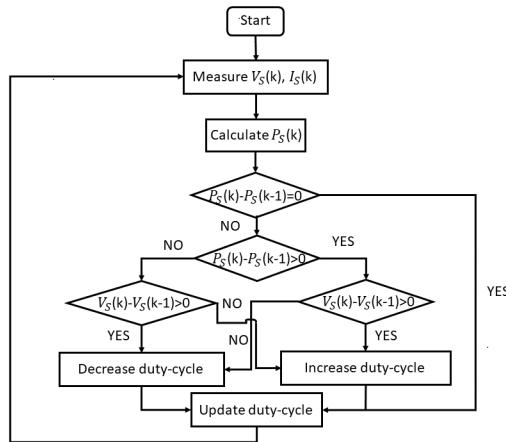 Start
Measure V_S(k), I_S(k)
Calculate P_S(k)
P_S(k)-P_S(k-1)=0
NO
P_S(k)-P_S(k-1)>0
NO
YES
V_S(k)-V_S(k-1)>0
NO
V_S(k)-V_S(k-1)>0
YES
YES
NO
YES
Decrease duty-cycle
Increase duty-cycle
Update duty-cycle